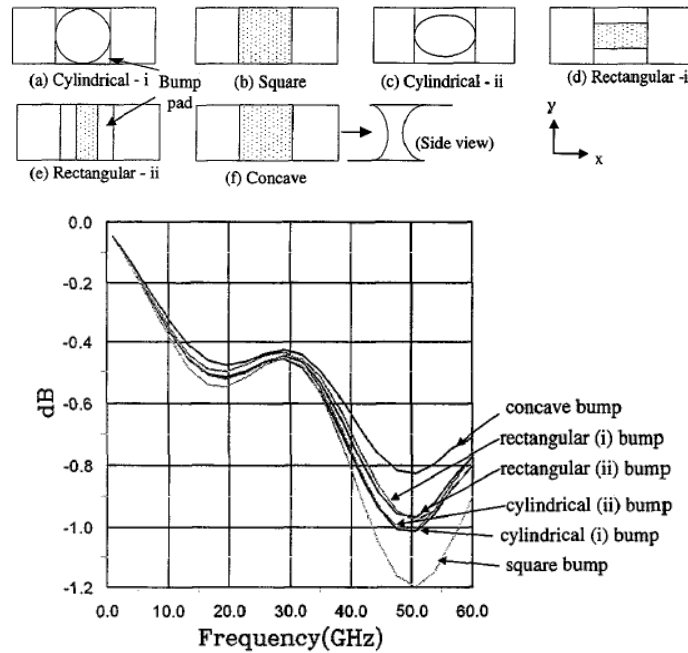 (a) Cylindrical - i
Bump
pad
(b) Square
(c) Cylindrical - ii
(d) Rectangular -i
(e) Rectangular - ii
(f) Concave
(Side view)
y
x
0.0
-0.2
-0.4
-0.6
-0.8
-1.0
-1.2
dB
concave bump
rectangular (i) bump
rectangular (ii) bump
cylindrical (ii) bump
cylindrical (i) bump
square bump
0.0 10.0 20.0 30.0 40.0 50.0 60.0
Frequency(GHz)